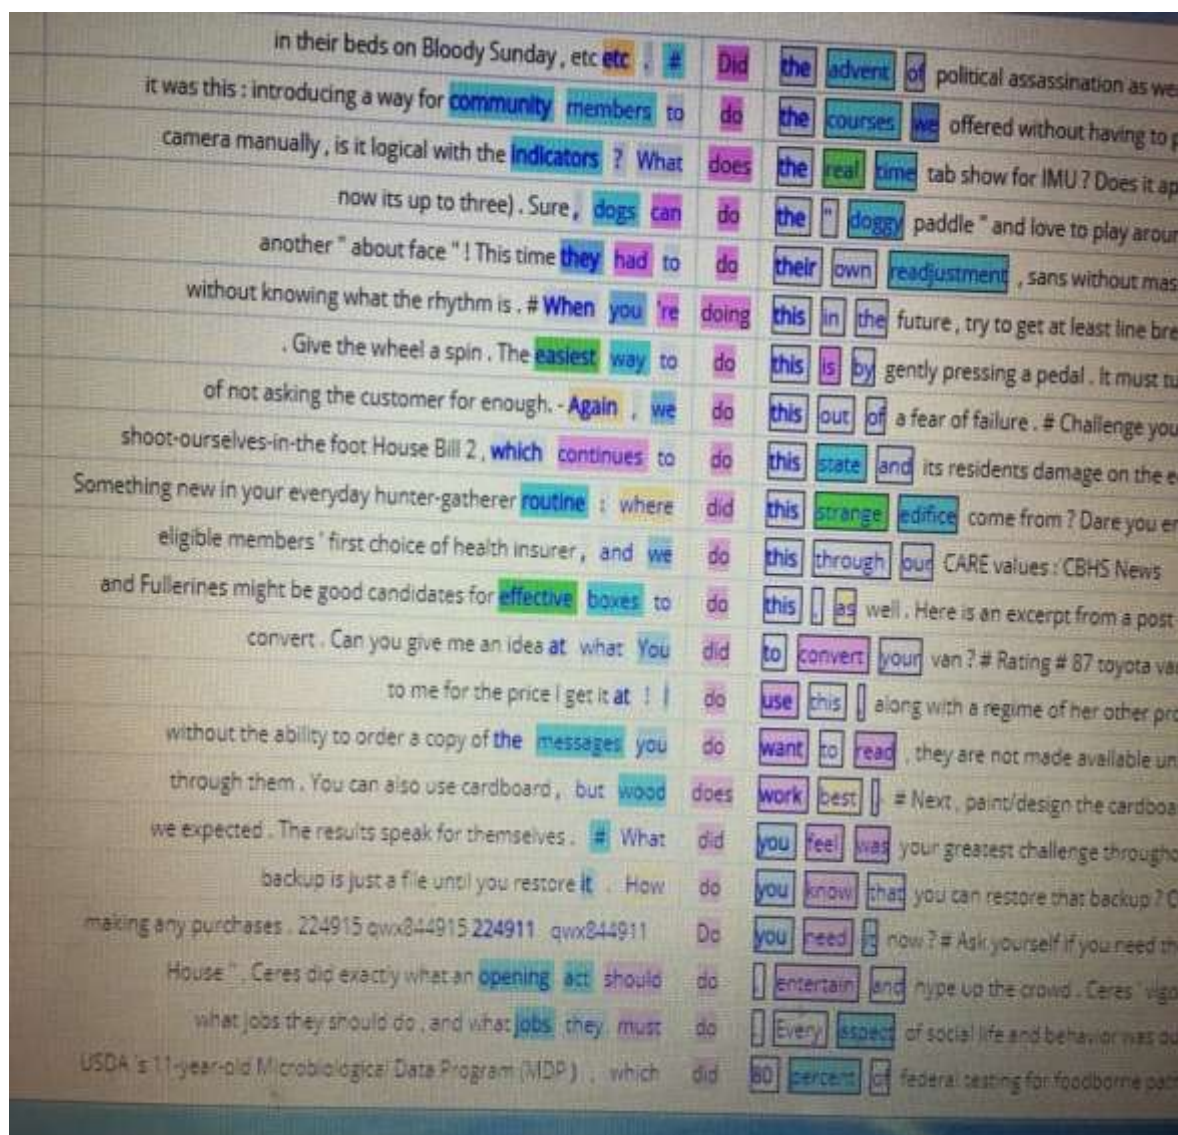 in their beds on Bloody Sunday , etc etc . # Did the advent of political assassination as we
it was this : introducing a way for community members to do the courses we offered without having to p
camera manually , is it logical with the indicators ? What does the real time tab show for IMU ? Does it ap
now its up to three) . Sure , dogs can do the " doggy paddle " and love to play aroun
another " about face " ! This time they had to do their own readjustment , sans without mas
without knowing what the rhythm is . # When you 're doing this in the future , try to get at least line bre
. Give the wheel a spin . The easiest way to do this is by gently pressing a pedal . It must tu
of not asking the customer for enough. - Again , we do this out of a fear of failure . # Challenge you
shoot-ourselves-in-the foot House Bill 2 , which continues to do this state and its residents damage on the e
Something new in your everyday hunter-gatherer routine : where did this strange edifice come from ? Dare you en
eligible members ' first choice of health insurer , and we do this through our CARE values : CBHS News
and Fullerines might be good candidates for effective boxes to do this , as well . Here is an excerpt from a post
convert . Can you give me an idea at what You did to convert your van ? # Rating # 87 toyota van
to me for the price I get it at ! I do use this , along with a regime of her other pro
without the ability to order a copy of the messages you do want to read , they are not made available un
through them . You can also use cardboard , but wood does work best . # Next , paint/design the cardboa
we expected . The results speak for themselves . # What did you feel was your greatest challenge througho
backup is just a file until you restore it . How do you know that you can restore that backup ? C
making any purchases . 224915 qwx844915 224911 qwx844911 Do you need it now ? # Ask yourself if you need th
House " . Ceres did exactly what an opening act should do , entertain and hype up the crowd . Ceres ' vigo
what jobs they should do , and what jobs they must do . Every aspect of social life and behavior was ou
USDA 's 11-year-old Microbiological Data Program (MDP) , which did 80 percent of federal testing for foodborne pat